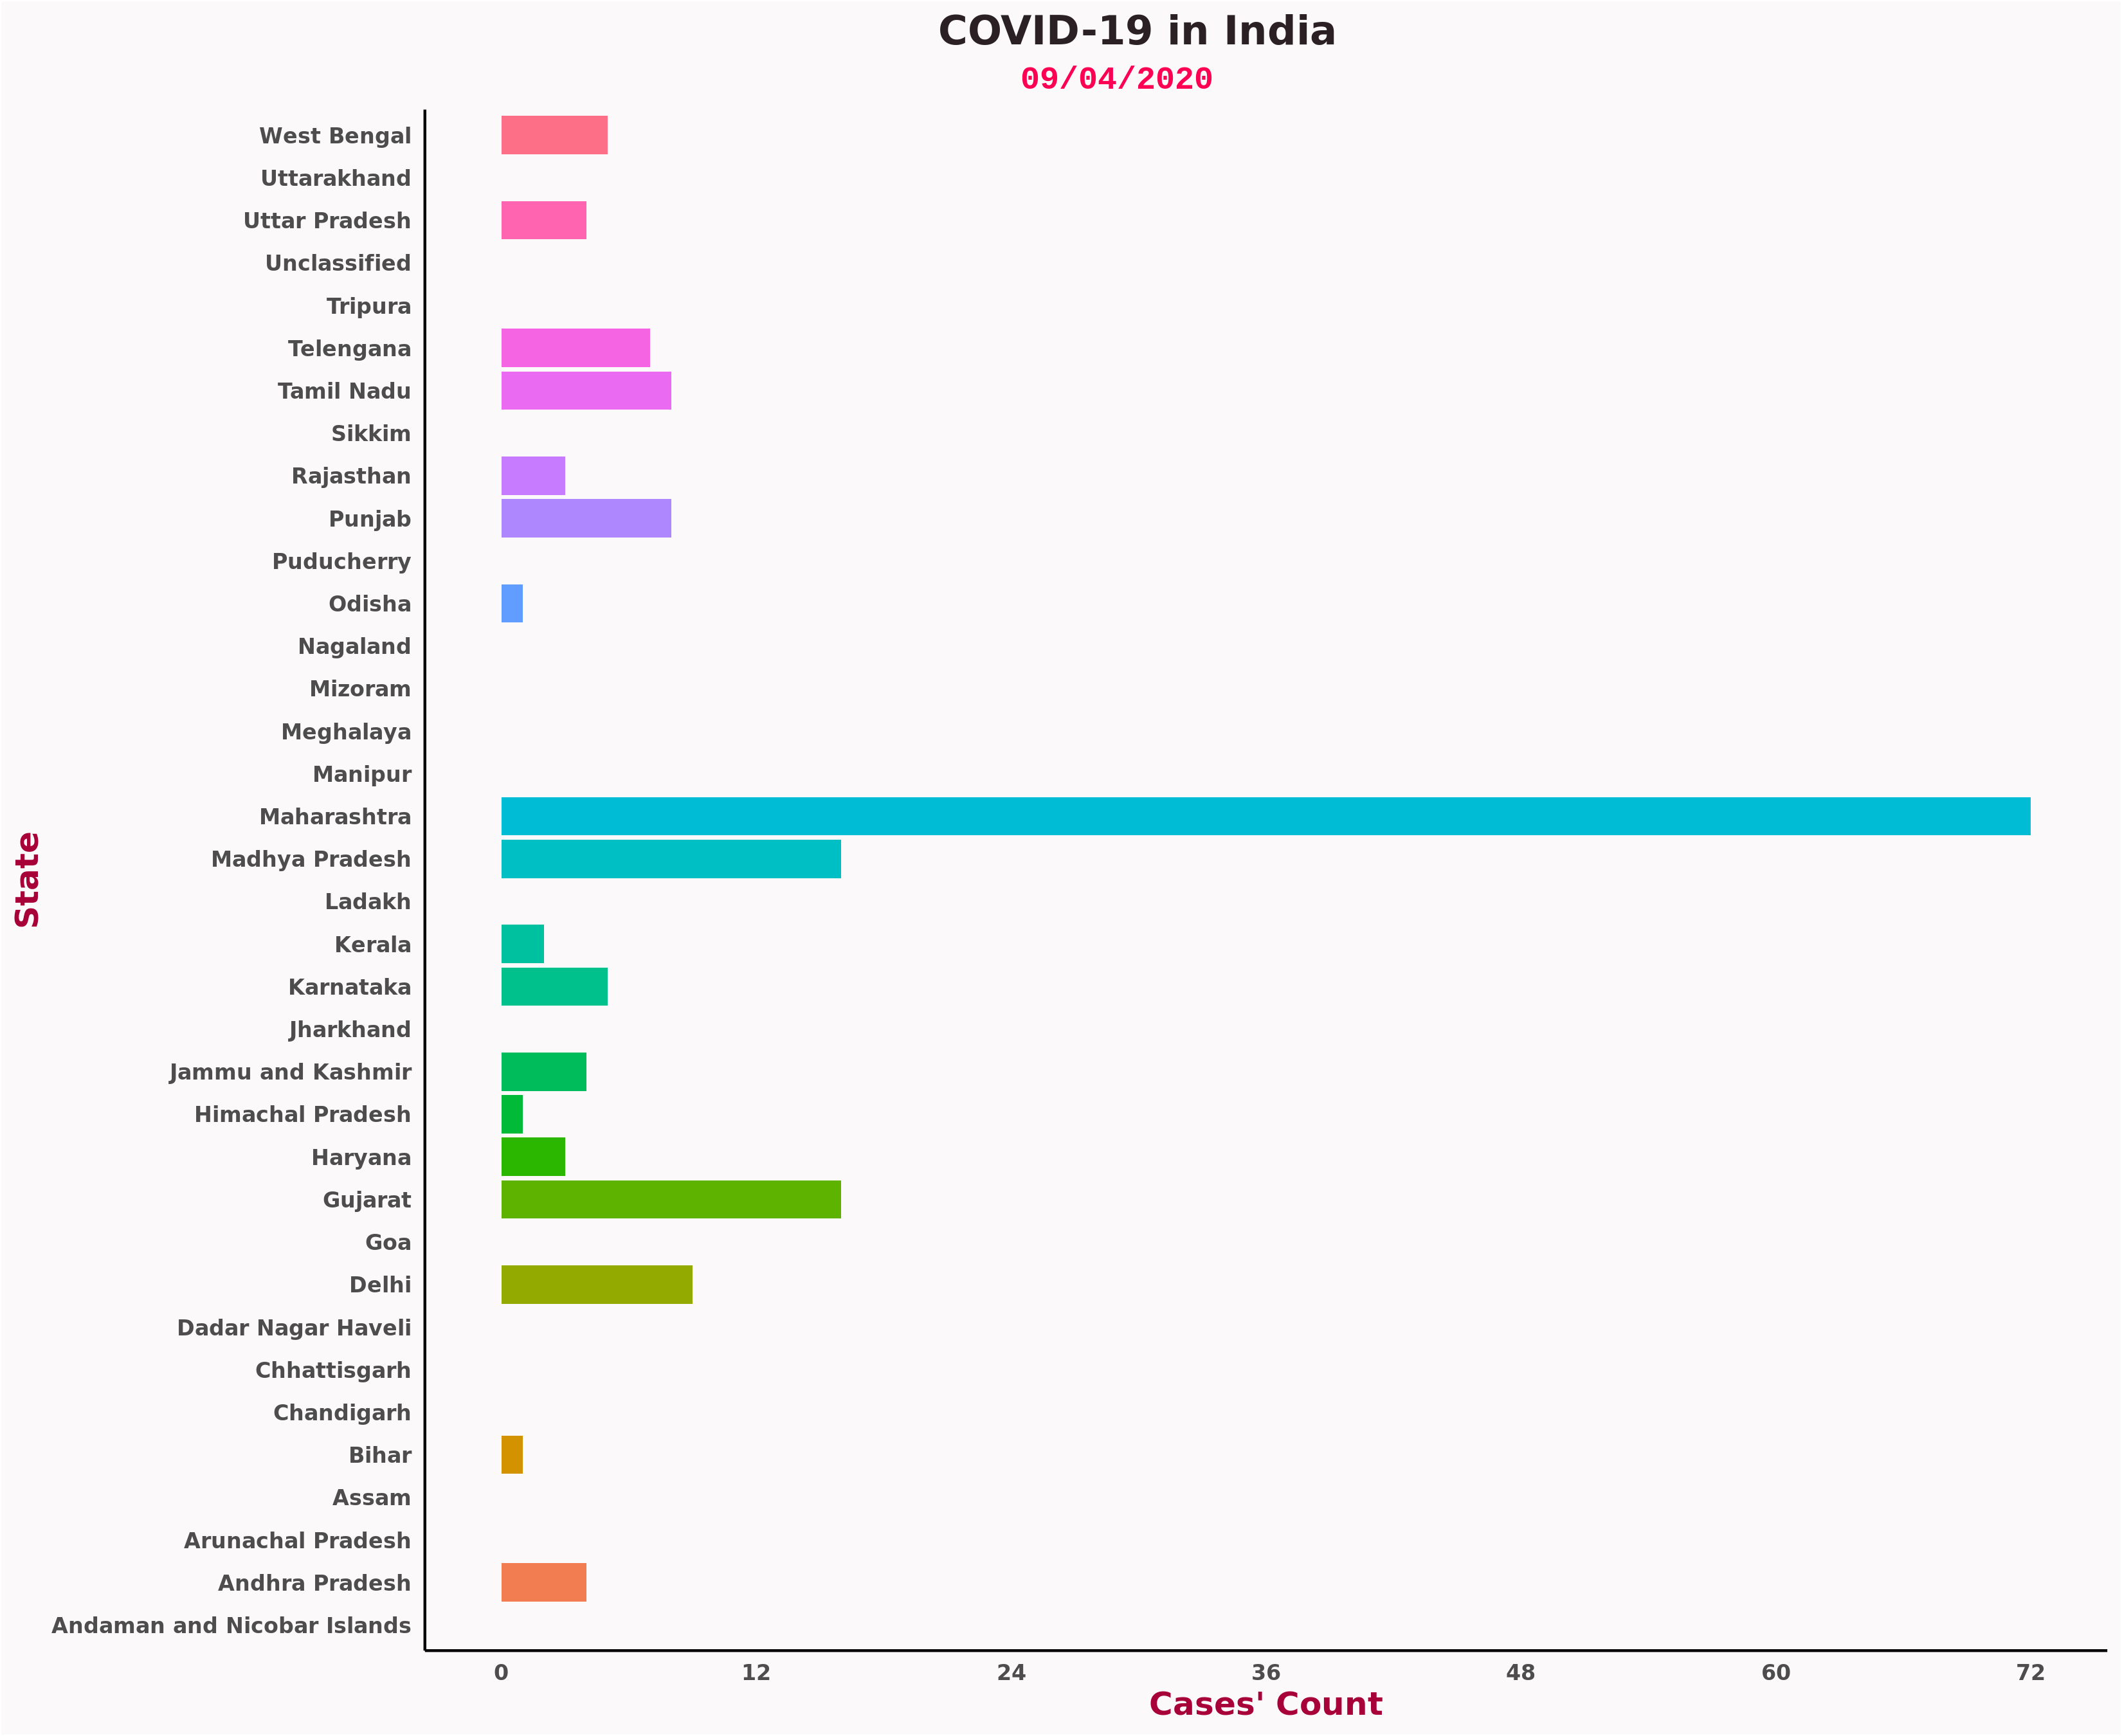 COVID-19 in India
09/04/2020
West Bengal
Uttarakhand
Uttar Pradesh
Unclassified
Tripura
Telengana
Tamil Nadu
Sikkim
Rajasthan
Punjab
Puducherry
Odisha
Nagaland
Mizoram
Meghalaya
Manipur
Maharashtra
Madhya Pradesh
Ladakh
Kerala
Karnataka
Jharkhand
Jammu and Kashmir
Himachal Pradesh
Haryana
Gujarat
Goa
Delhi
Dadar Nagar Haveli
Chhattisgarh
Chandigarh
Bihar
Assam
Arunachal Pradesh
Andhra Pradesh
Andaman and Nicobar Islands
State
0 12 24 36 48 60 72
Cases' Count